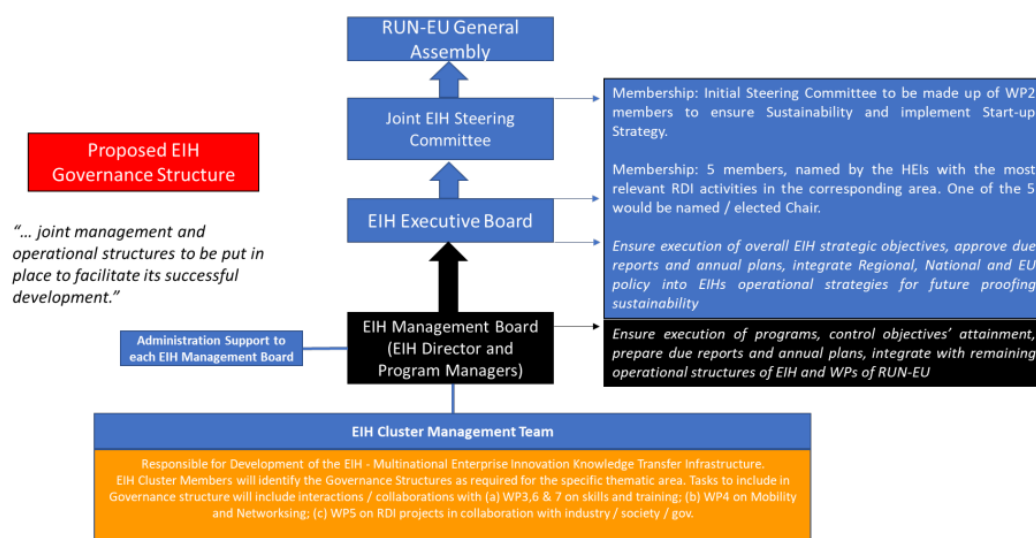 RUN-EU General
Assembly
Joint EIH Steering
Committee
Membership: Initial Steering Committee to be made up of WP2
members to ensure Sustainability and implement Start-up
Strategy.
Proposed EIH
Governance Structure
Membership: 5 members, named by the HEIs with the most
relevant RDI activities in the corresponding area. One of the 5
would be named / elected Chair.
EIH Executive Board
"... joint management and
operational structures to be put in
place to facilitate its successful
development."
Ensure execution of overall EIH strategic objectives, approve due
reports and annual plans, integrate Regional, National and EU
policy into EIHs operational strategies for future proofing
sustainability
Administration Support to
each EIH Management Board
EIH Management Board
(EIH Director and
Program Managers)
Ensure execution of programs, control objectives' attainment,
prepare due reports and annual plans, integrate with remaining
operational structures of EIH and WPs of RUN-EU
EIH Cluster Management Team
Responsible for Development of the EIH - Multinational Enterprise Innovation Knowledge Transfer Infrastructure.
EIH Cluster Members will identify the Governance Structures as required for the specific thematic area. Tasks to include in
Governance structure will include interactions / collaborations with (a) WP3,6 & 7 on skills and training; (b) WP4 on Mobility
and Networksing; (c) WP5 on RDI projects in collaboration with industry / society / gov.